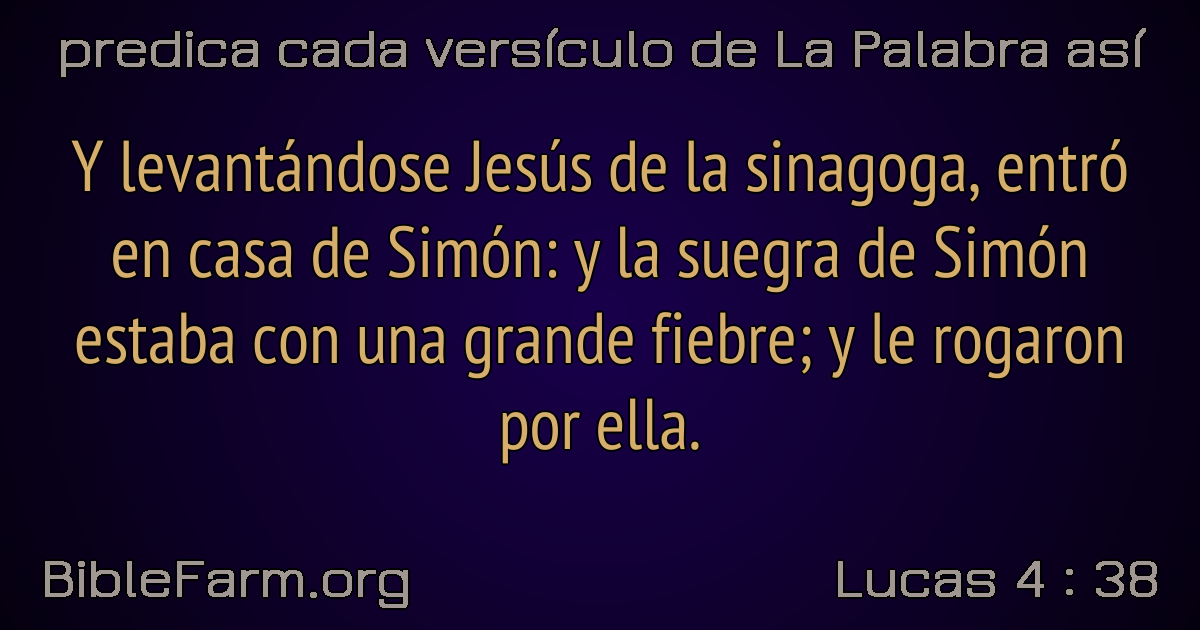 predica cada versículo de La Palabra así
Y levantándose Jesús de la sinagoga, entró
en casa de Simón: y la suegra de Simón
estaba con una grande fiebre; y le rogaron
por ella.
BibleFarm.org
Lucas 4 : 38